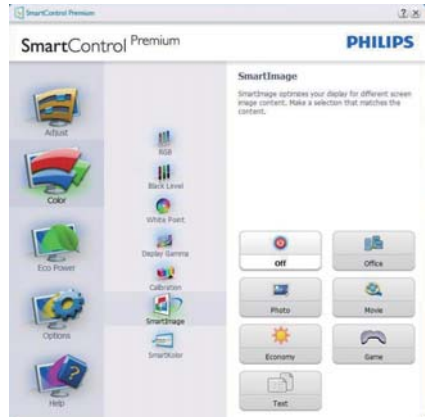 SmartControl Premium
SmartControl Premium
PHILIPS
Adjust
Color
Eco Power
Options
Help
RGB
Black Level
White Point
Display Gamma
Calibration
SmartImage
SmartKolor
SmartImage
SmartImage optimizes your display for different screen
image content. Make a selection that matches the
content.
Off
Office
Photo
Movie
Economy
Game
Text